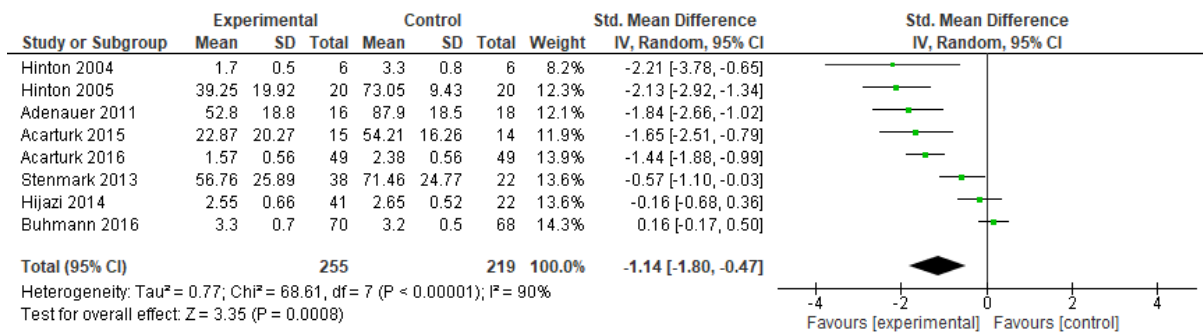 Experimental Control Std. Mean Difference Std. Mean Difference
Study or Subgroup Mean SD Total Mean SD Total Weight IV, Random, 95% CI IV, Random, 95% CI
Hinton 2004 1.7 0.5 6 3.3 0.8 6 8.2% -2.21 [-3.78, -0.65]
Hinton 2005 39.25 19.92 20 73.05 9.43 20 12.3% -2.13 [-2.92, -1.34]
Adenauer 2011 52.8 18.8 16 87.9 18.5 18 12.1% -1.84 [-2.66, -1.02]
Acarturk 2015 22.87 20.27 15 54.21 16.26 14 11.9% -1.65 [-2.51, -0.79]
Acarturk 2016 1.57 0.56 49 2.38 0.56 49 13.9% -1.44 [-1.88, -0.99]
Stenmark 2013 56.76 25.89 38 71.46 24.77 22 13.6% -0.57 [-1.10, -0.03]
Hijazi 2014 2.55 0.66 41 2.65 0.52 22 13.6% -0.16 [-0.68, 0.36]
Buhmann 2016 3.3 0.7 70 3.2 0.5 68 14.3% 0.16 [-0.17, 0.50]
Total (95% CI) 255 219 100.0% -1.14 [-1.80, -0.47]
Heterogeneity: Tau² = 0.77; Chi² = 68.61, df = 7 (P < 0.00001); I² = 90%
Test for overall effect: Z = 3.35 (P = 0.0008)
-4 -2 0 2 4
Favours [experimental] Favours [control]